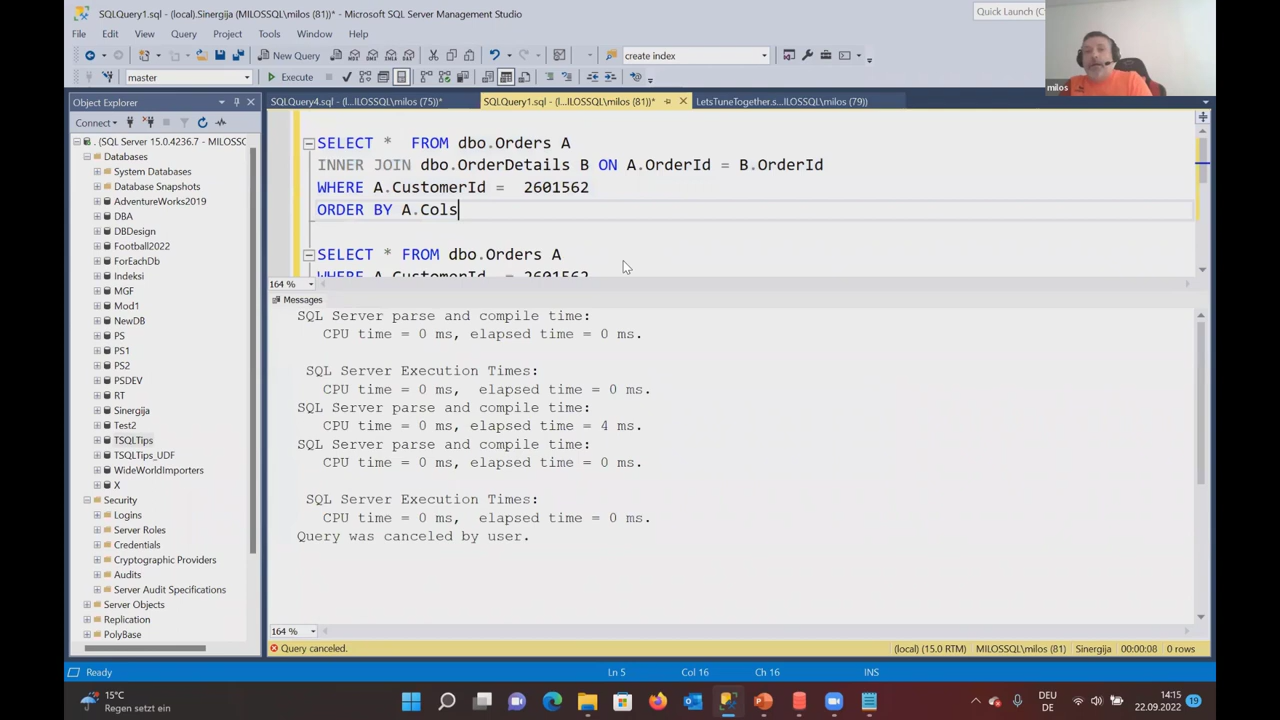 SQLQuery1.sql - (local).Sinergija (MILOSSQL\milos (81))* - Microsoft SQL Server Management Studio
Quick Launch (C
File Edit View Query Project Tools Window Help
New Query
create index
master
Execute
milos
Object Explorer
SQLQuery4.sql - (l...ILOSSQL\milos (75))*
SQLQuery1.sql - (l...ILOSSQL\milos (81))*
LetsTuneTogether.s...ILOSSQL\milos (79))
Connect
. (SQL Server 15.0.4236.7 - MILOSSC
Databases
System Databases
Database Snapshots
AdventureWorks2019
DBA
DBDesign
Football2022
ForEachDb
Indeksi
MGF
Mod1
NewDB
PS
PS1
PS2
PSDEV
RT
Sinergija
Test2
TSQLTips
TSQLTips_UDF
WideWorldImporters
X
Security
Logins
Server Roles
Credentials
Cryptographic Providers
Audits
Server Audit Specifications
Server Objects
Replication
PolyBase
SELECT * FROM dbo.Orders A
INNER JOIN dbo.OrderDetails B ON A.OrderId = B.OrderId
WHERE A.CustomerId = 2601562
ORDER BY A.Cols
SELECT * FROM dbo.Orders A
WHERE A.CustomerId = 2601562
164 %
Messages
SQL Server parse and compile time:
CPU time = 0 ms, elapsed time = 0 ms.
SQL Server Execution Times:
CPU time = 0 ms, elapsed time = 0 ms.
SQL Server parse and compile time:
CPU time = 0 ms, elapsed time = 4 ms.
SQL Server parse and compile time:
CPU time = 0 ms, elapsed time = 0 ms.
SQL Server Execution Times:
CPU time = 0 ms, elapsed time = 0 ms.
Query was canceled by user.
164 %
Query canceled.
(local) (15.0 RTM) MILOSSQL\milos (81) Sinergija 00:00:08 0 rows
Ready
Ln 5 Col 16 Ch 16 INS
15°C
Regen setzt ein
DEU
DE
14:15
22.09.2022
19